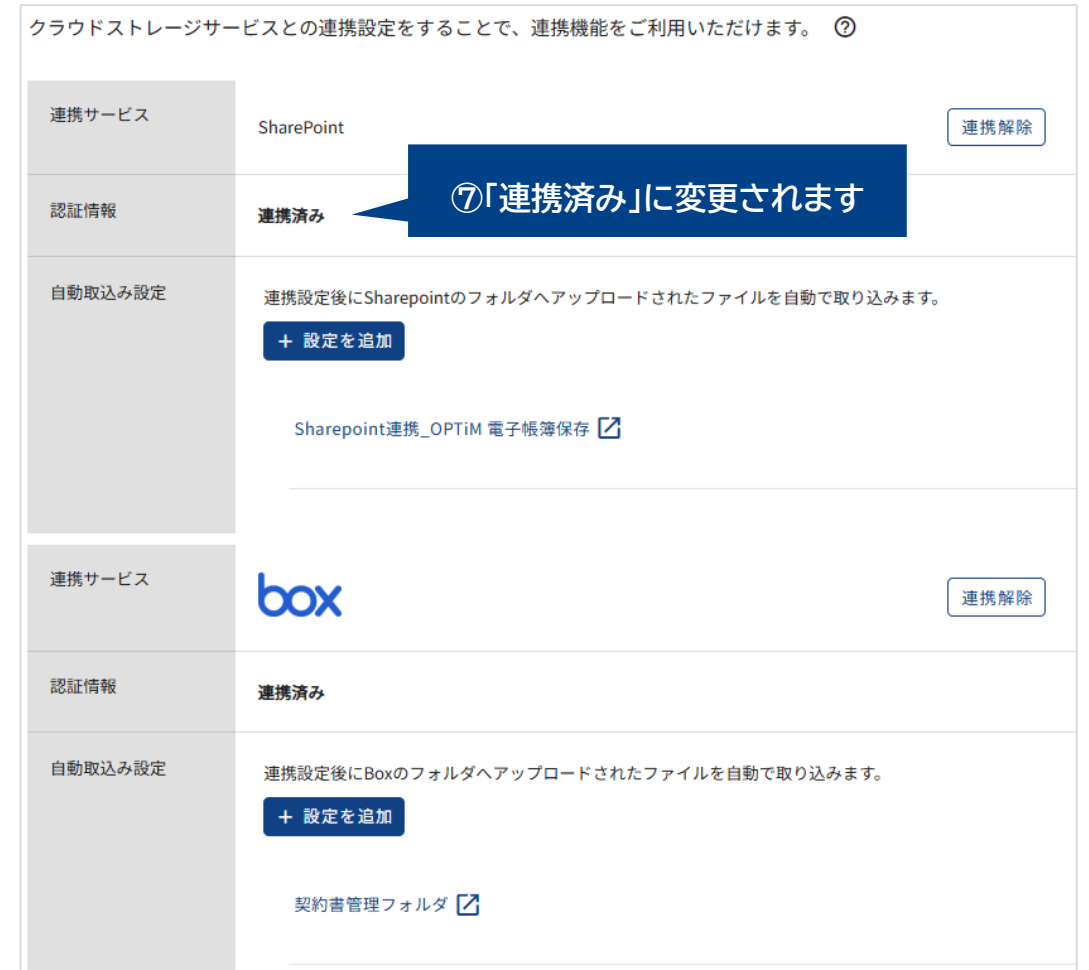 クラウドストレージサービスとの連携設定をすることで、連携機能をご利用いただけます。 ?
連携サービス
SharePoint
連携解除
⑦「連携済み」に変更されます
認証情報
連携済み
自動取込み設定
連携設定後にSharepointのフォルダへアップロードされたファイルを自動で取り込みます。
+ 設定を追加
Sharepoint連携_OPTiM 電子帳簿保存
連携サービス
box
連携解除
認証情報
連携済み
自動取込み設定
連携設定後にBoxのフォルダへアップロードされたファイルを自動で取り込みます。
+ 設定を追加
契約書管理フォルダ